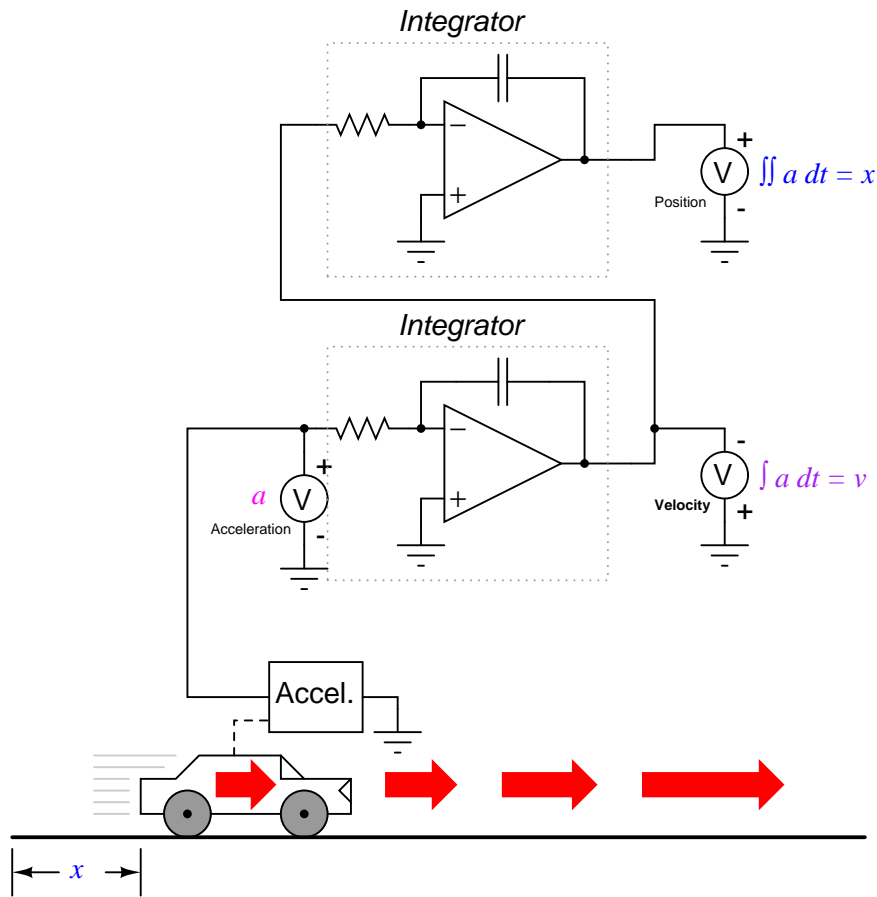 Integrator
−
+
+
V
-
Position
∬ a dt = x
Integrator
−
+
+
V
-
a
Acceleration
-
V
+
Velocity
∫ a dt = v
Accel.
x